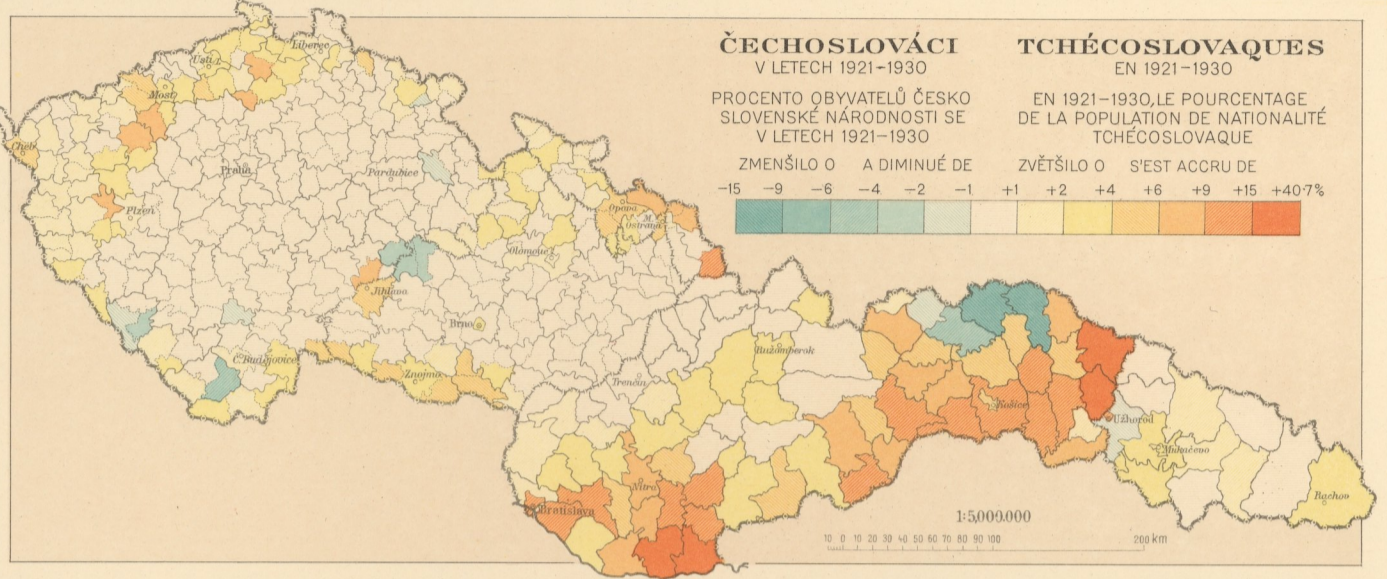 ČECHOSLOVÁCI
V LETECH 1921-1930
PROCENTO OBYVATELŮ ČESKO
SLOVENSKÉ NÁRODNOSTI SE
V LETECH 1921-1930
ZMENŠILO O A DIMINUÉ DE
TCHÉCOSLOVAQUES
EN 1921-1930
EN 1921-1930, LE POURCENTAGE
DE LA POPULATION DE NATIONALITÉ
TCHÉCOSLOVAQUE
ZVĚTŠILO O S'EST ACCRU DE
-15 -9 -6 -4 -2 -1 +1 +2 +4 +6 +9 +15 +40·7%
Liberec
Ústí
Most
Cheb
Praha
Pardubice
Plzeň
Opava
M.
Ostrava
Olomouc
Jihlava
Brno
Č. Budějovice
Znojmo
Ružomberok
Trenčín
Košice
Užhorod
Mukačevo
Nitra
Bratislava
Rachov
1:5,000.000
10 0 10 20 30 40 50 60 70 80 90 100 200 km